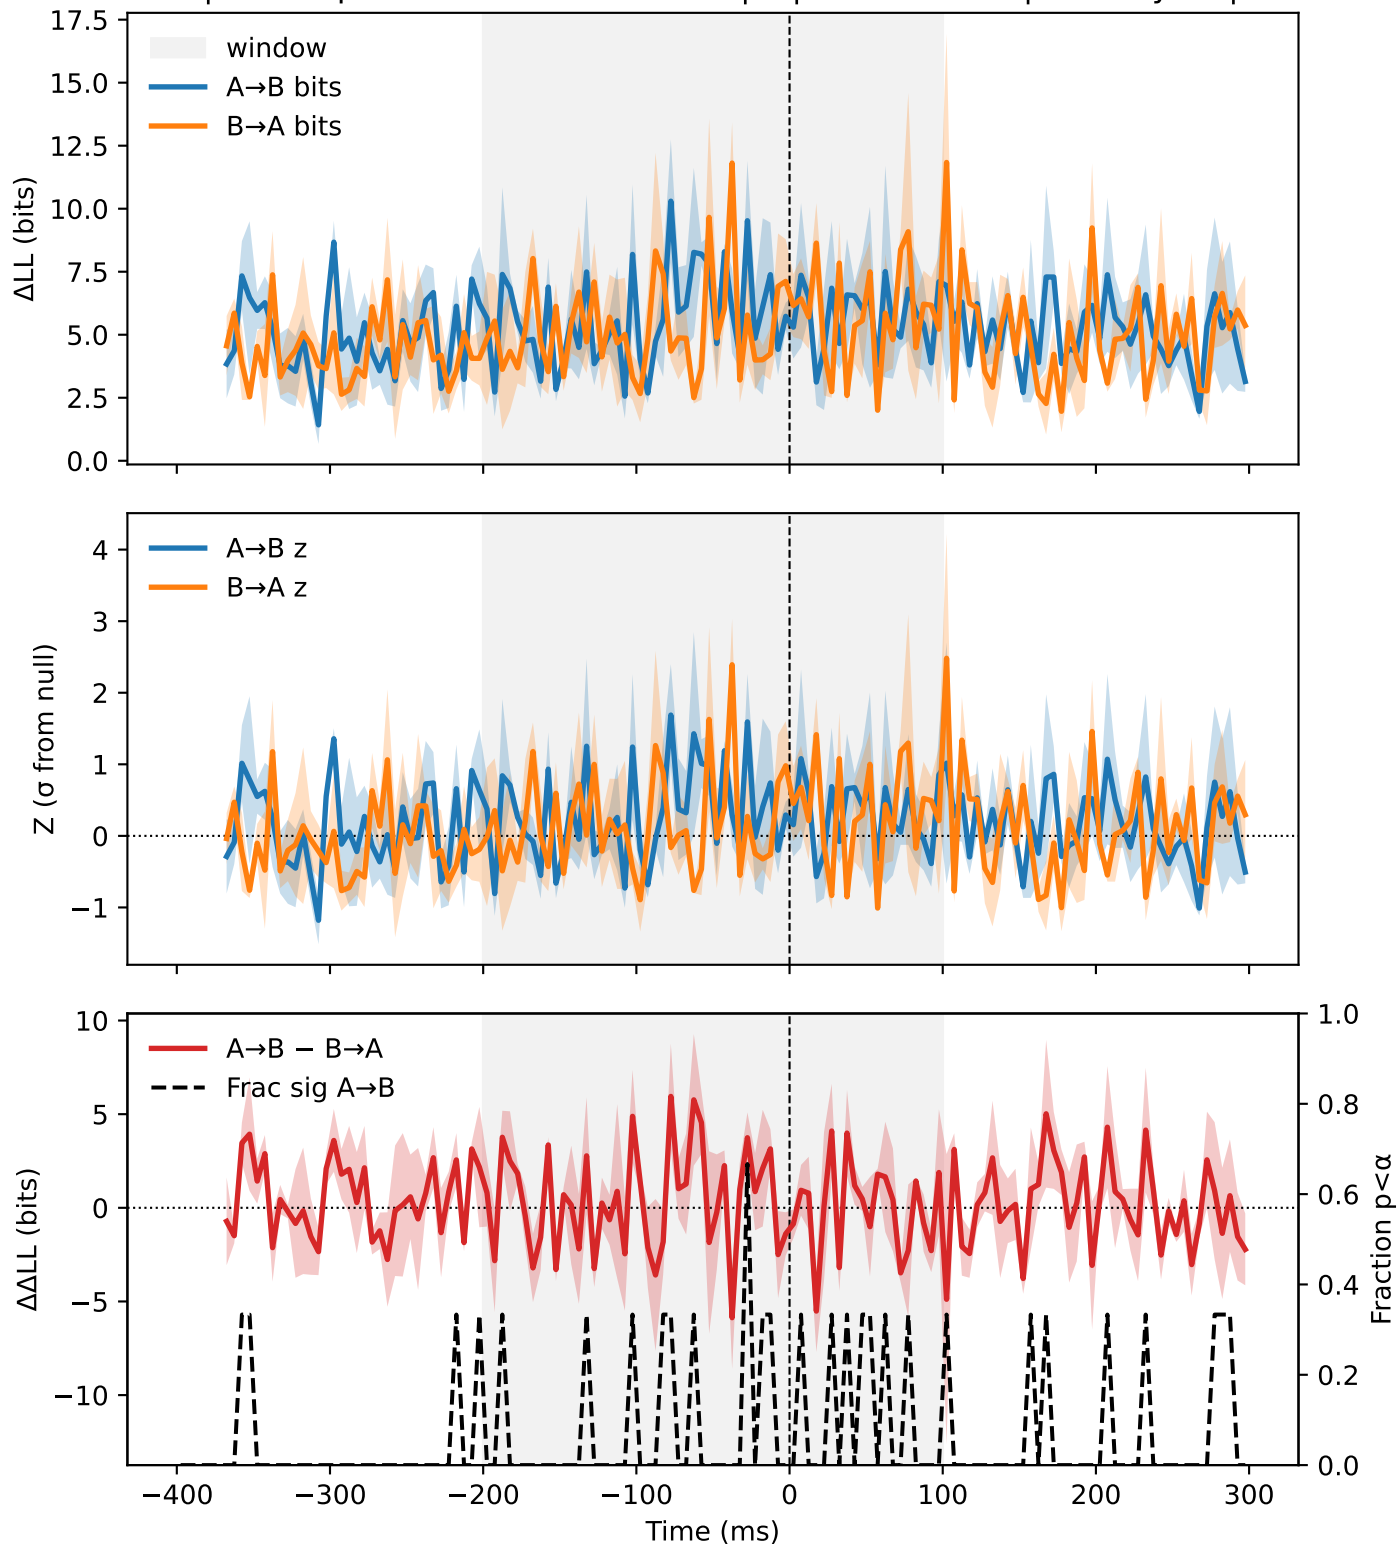 17.5
15.0
12.5
10.0
7.5
5.0
2.5
0.0
ΔLL (bits)
window
A→B bits
B→A bits
4
3
2
1
0
−1
Z (σ from null)
A→B z
B→A z
10
5
0
−5
−10
ΔΔLL (bits)
A→B − B→A
Frac sig A→B
1.0
0.8
0.6
0.4
0.2
0.0
Fraction p<α
−400 −300 −200 −100 0 100 200 300
Time (ms)